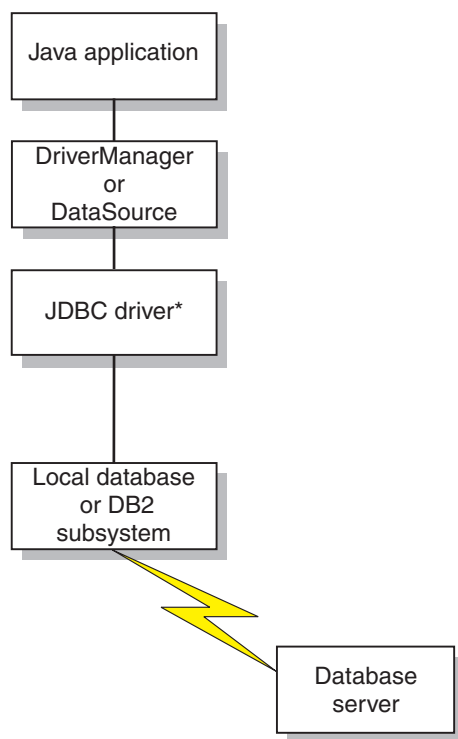 Java application
DriverManager
or
DataSource
JDBC driver*
Local database
or DB2
subsystem
Database
server